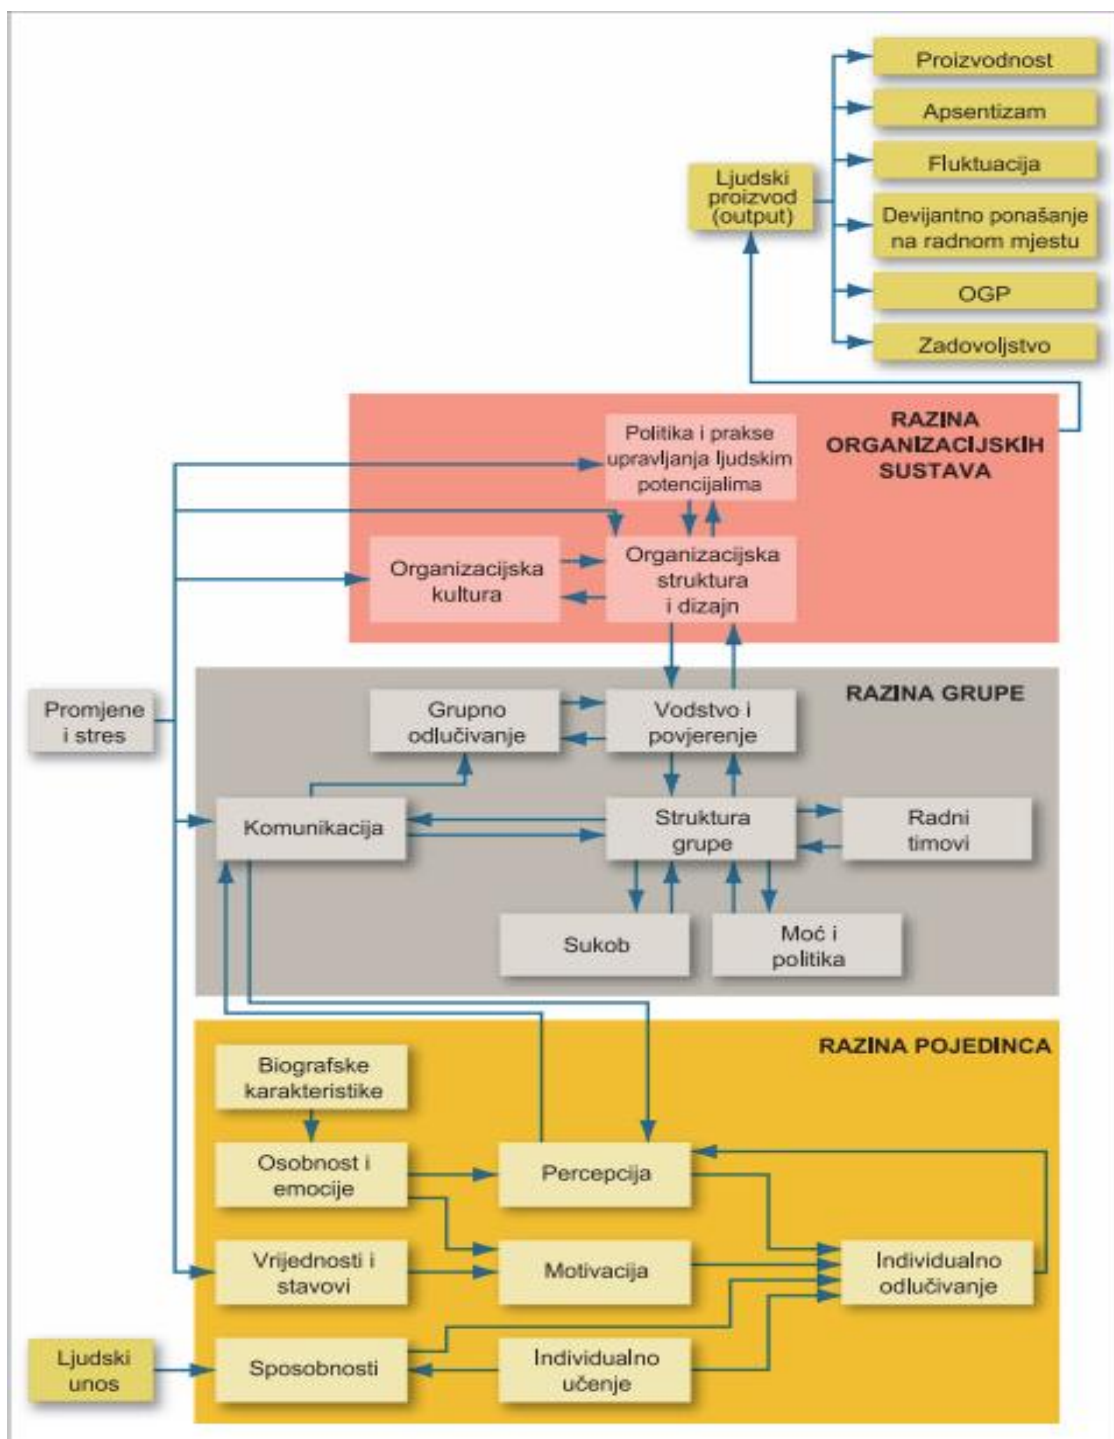 Proizvodnost
Apsentizam
Fluktuacija
Ljudski
proizvod
(output)
Devijantno ponašanje
na radnom mjestu
OGP
Zadovoljstvo
RAZINA
ORGANIZACIJSKIH
SUSTAVA
Politika i prakse
upravljanja ljudskim
potencijalima
Organizacijska
kultura
Organizacijska
struktura
i dizajn
RAZINA GRUPE
Promjene
i stres
Grupno
odlučivanje
Vodstvo i
povjerenje
Komunikacija
Struktura
grupe
Radni
timovi
Sukob
Moć i
politika
RAZINA POJEDINCA
Biografske
karakteristike
Osobnost i
emocije
Percepcija
Vrijednosti i
stavovi
Motivacija
Individualno
odlučivanje
Ljudski
unos
Sposobnosti
Individualno
učenje